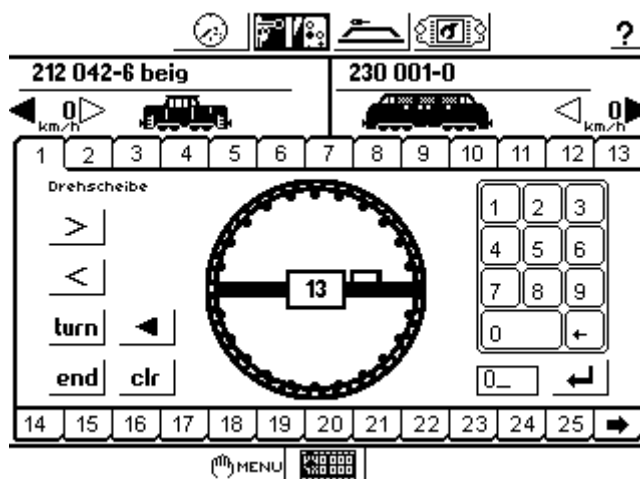 ?
212 042-6 beig 230 001-0
0 0
km/h km/h
1 2 3 4 5 6 7 8 9 10 11 12 13
Drehscheibe
> 1 2 3
< 4 5 6
13
turn 7 8 9
0 ←
end clr 0_
14 15 16 17 18 19 20 21 22 23 24 25
MENU